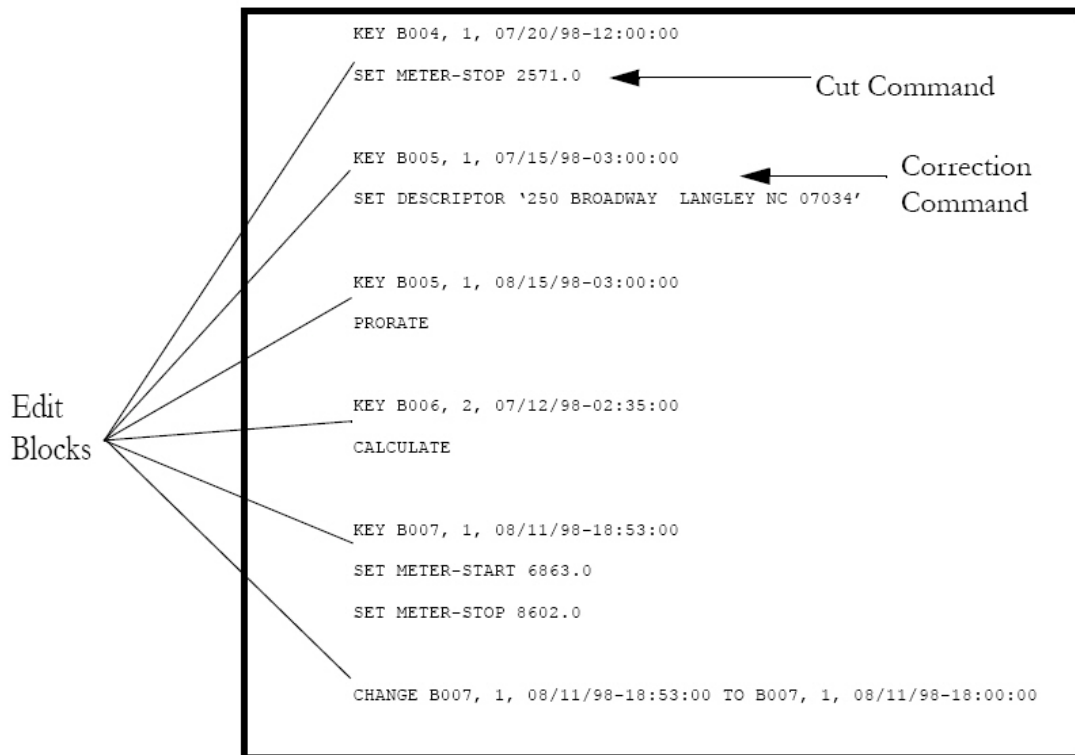 KEY B004, 1, 07/20/98-12:00:00
SET METER-STOP 2571.0
Cut Command
KEY B005, 1, 07/15/98-03:00:00
SET DESCRIPTOR ‘250 BROADWAY  LANGLEY NC 07034’
Correction
Command
KEY B005, 1, 08/15/98-03:00:00
PRORATE
Edit
Blocks
KEY B006, 2, 07/12/98-02:35:00
CALCULATE
KEY B007, 1, 08/11/98-18:53:00
SET METER-START 6863.0
SET METER-STOP 8602.0
CHANGE B007, 1, 08/11/98-18:53:00 TO B007, 1, 08/11/98-18:00:00